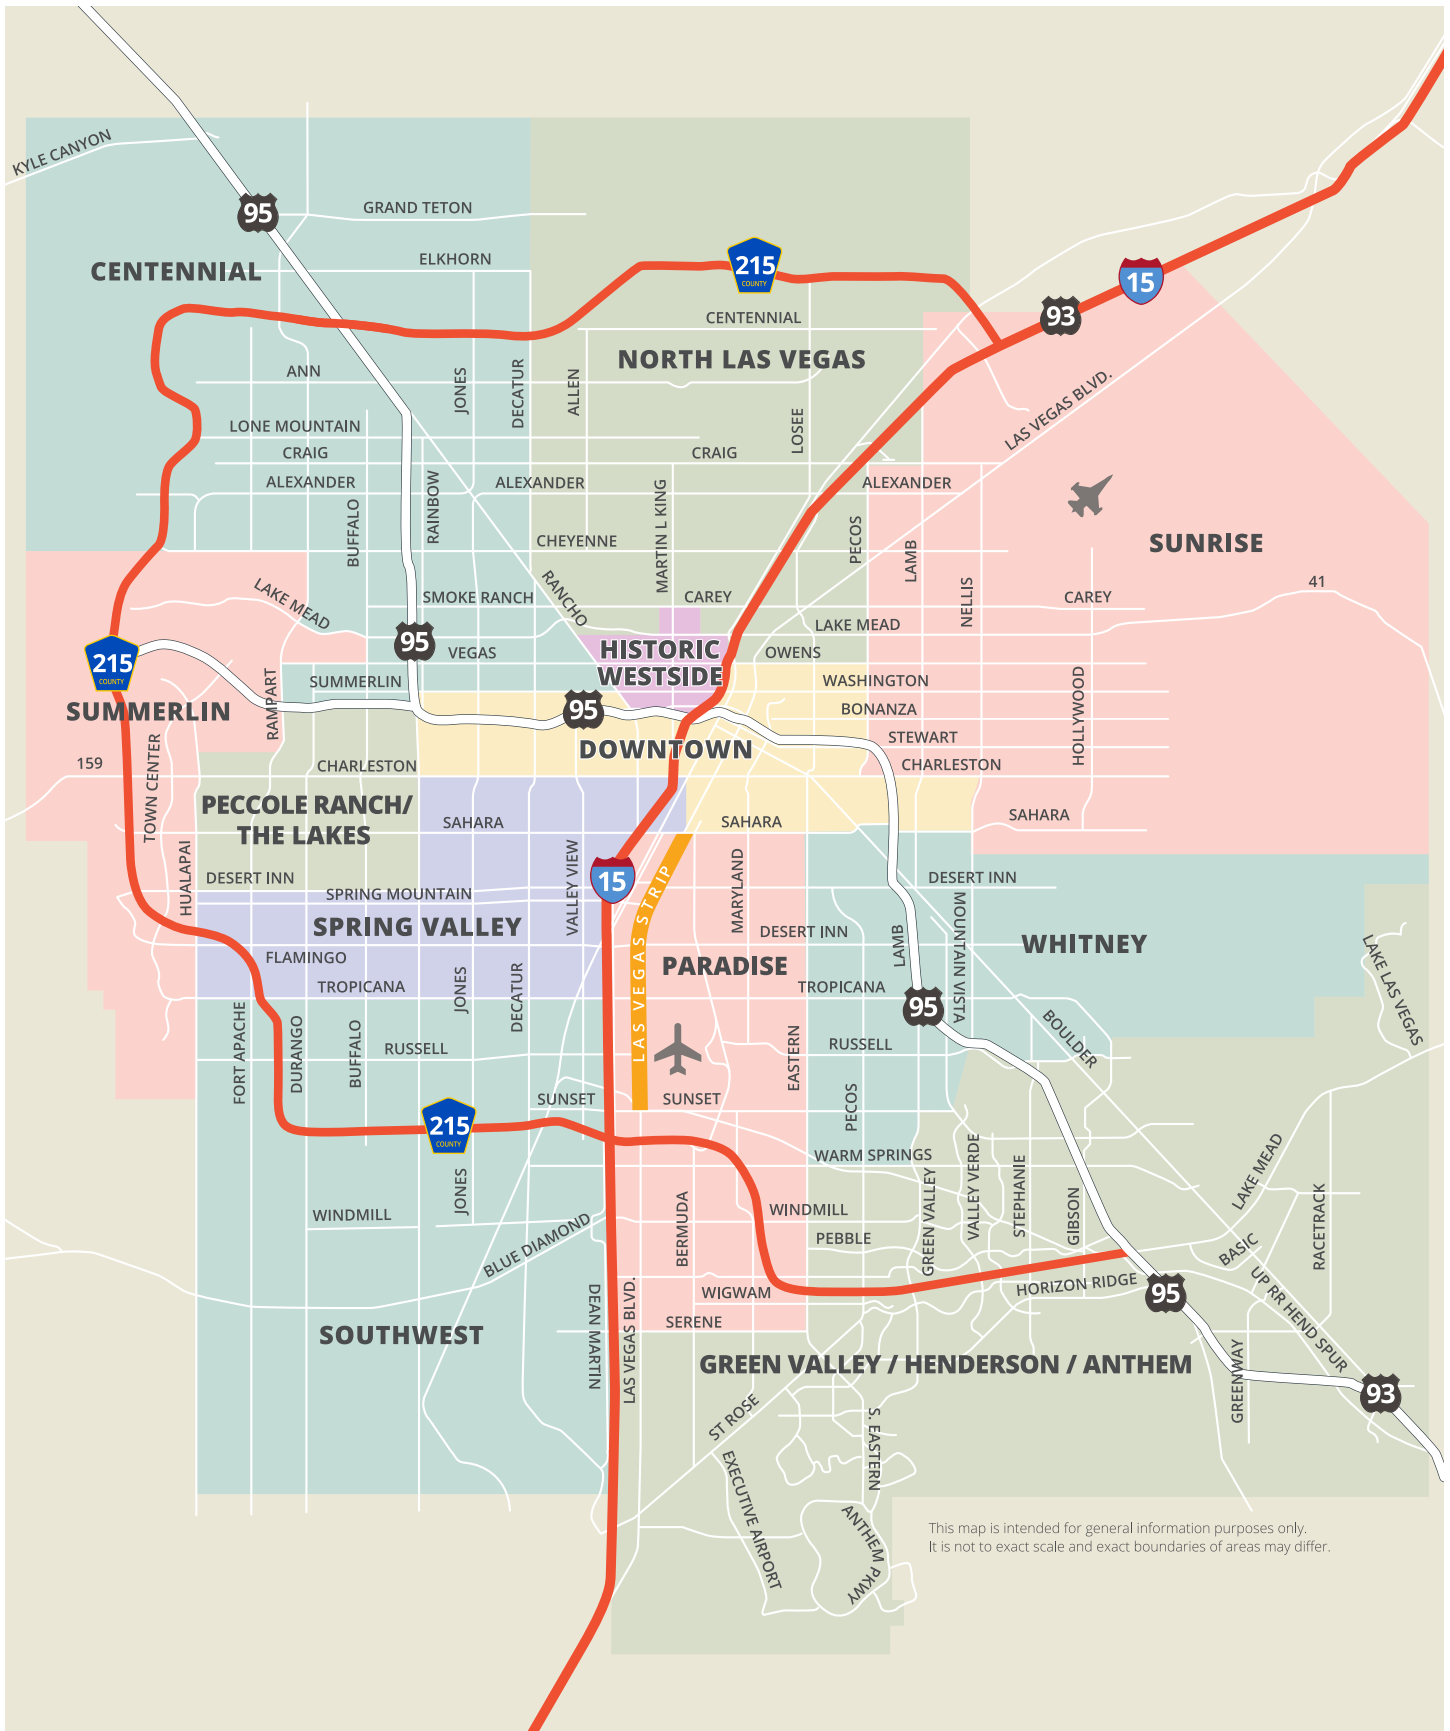 KYLE CANYON
95
GRAND TETON
ELKHORN
CENTENNIAL
215
COUNTY
15
93
CENTENNIAL
NORTH LAS VEGAS
ANN
JONES
DECATUR
ALLEN
LOSEE
LAS VEGAS BLVD.
LONE MOUNTAIN
CRAIG
CRAIG
ALEXANDER
ALEXANDER
ALEXANDER
BUFFALO
RAINBOW
MARTIN L KING
PECOS
LAMB
NELLIS
CHEYENNE
SUNRISE
41
LAKE MEAD
SMOKE RANCH
RANCHO
CAREY
CAREY
LAKE MEAD
95
215
COUNTY
VEGAS
HISTORIC
WESTSIDE
OWENS
SUMMERLIN
WASHINGTON
RAMPART
HOLLYWOOD
SUMMERLIN
95
BONANZA
DOWNTOWN
STEWART
159
TOWN CENTER
CHARLESTON
CHARLESTON
PECCOLE RANCH/
THE LAKES
SAHARA
SAHARA
SAHARA
HUALAPAI
VALLEY VIEW
15
LAS VEGAS STRIP
MARYLAND
DESERT INN
DESERT INN
SPRING MOUNTAIN
SPRING VALLEY
DESERT INN
LAMB
MOUNTAIN VISTA
WHITNEY
LAKE LAS VEGAS
FLAMINGO
PARADISE
TROPICANA
TROPICANA
JONES
DECATUR
95
FORT APACHE
DURANGO
BUFFALO
RUSSELL
EASTERN
RUSSELL
BOULDER
SUNSET
SUNSET
PECOS
215
COUNTY
WARM SPRINGS
GREEN VALLEY
VALLEY VERDE
STEPHANIE
GIBSON
LAKE MEAD
RACETRACK
JONES
WINDMILL
BERMUDA
WINDMILL
PEBBLE
BLUE DIAMOND
BASIC
UP RR HEND SPUR
DEAN MARTIN
LAS VEGAS BLVD.
WIGWAM
HORIZON RIDGE
95
SERENE
SOUTHWEST
GREEN VALLEY / HENDERSON / ANTHEM
GREENWAY
93
ST ROSE
S. EASTERN
EXECUTIVE AIRPORT
ANTHEM PKWY
This map is intended for general information purposes only.
It is not to exact scale and exact boundaries of areas may differ.